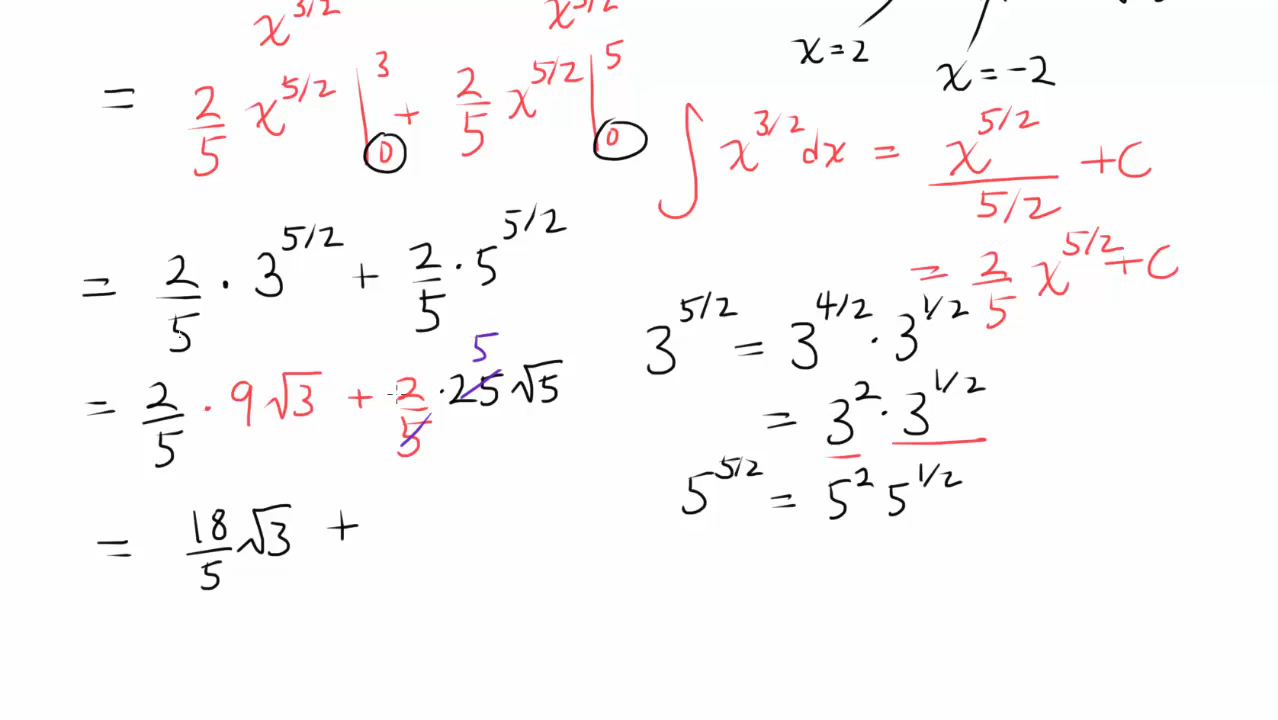 x^{3/2} x^{3/2}
x=2
x=-2
= 2/5 x^{5/2} |_0^3 + 2/5 x^{5/2} |_0^5
∫ x^{3/2} dx = x^{5/2} / 5/2 + C
= 2/5 x^{5/2} + C
= 2/5 · 3^{5/2} + 2/5 · 5^{5/2}
3^{5/2} = 3^{4/2} · 3^{1/2}
= 3^2 · 3^{1/2}
5^{5/2} = 5^2 5^{1/2}
5
= 2/5 · 9√3 + 2/5 · 25√5
= 18/5 √3 +